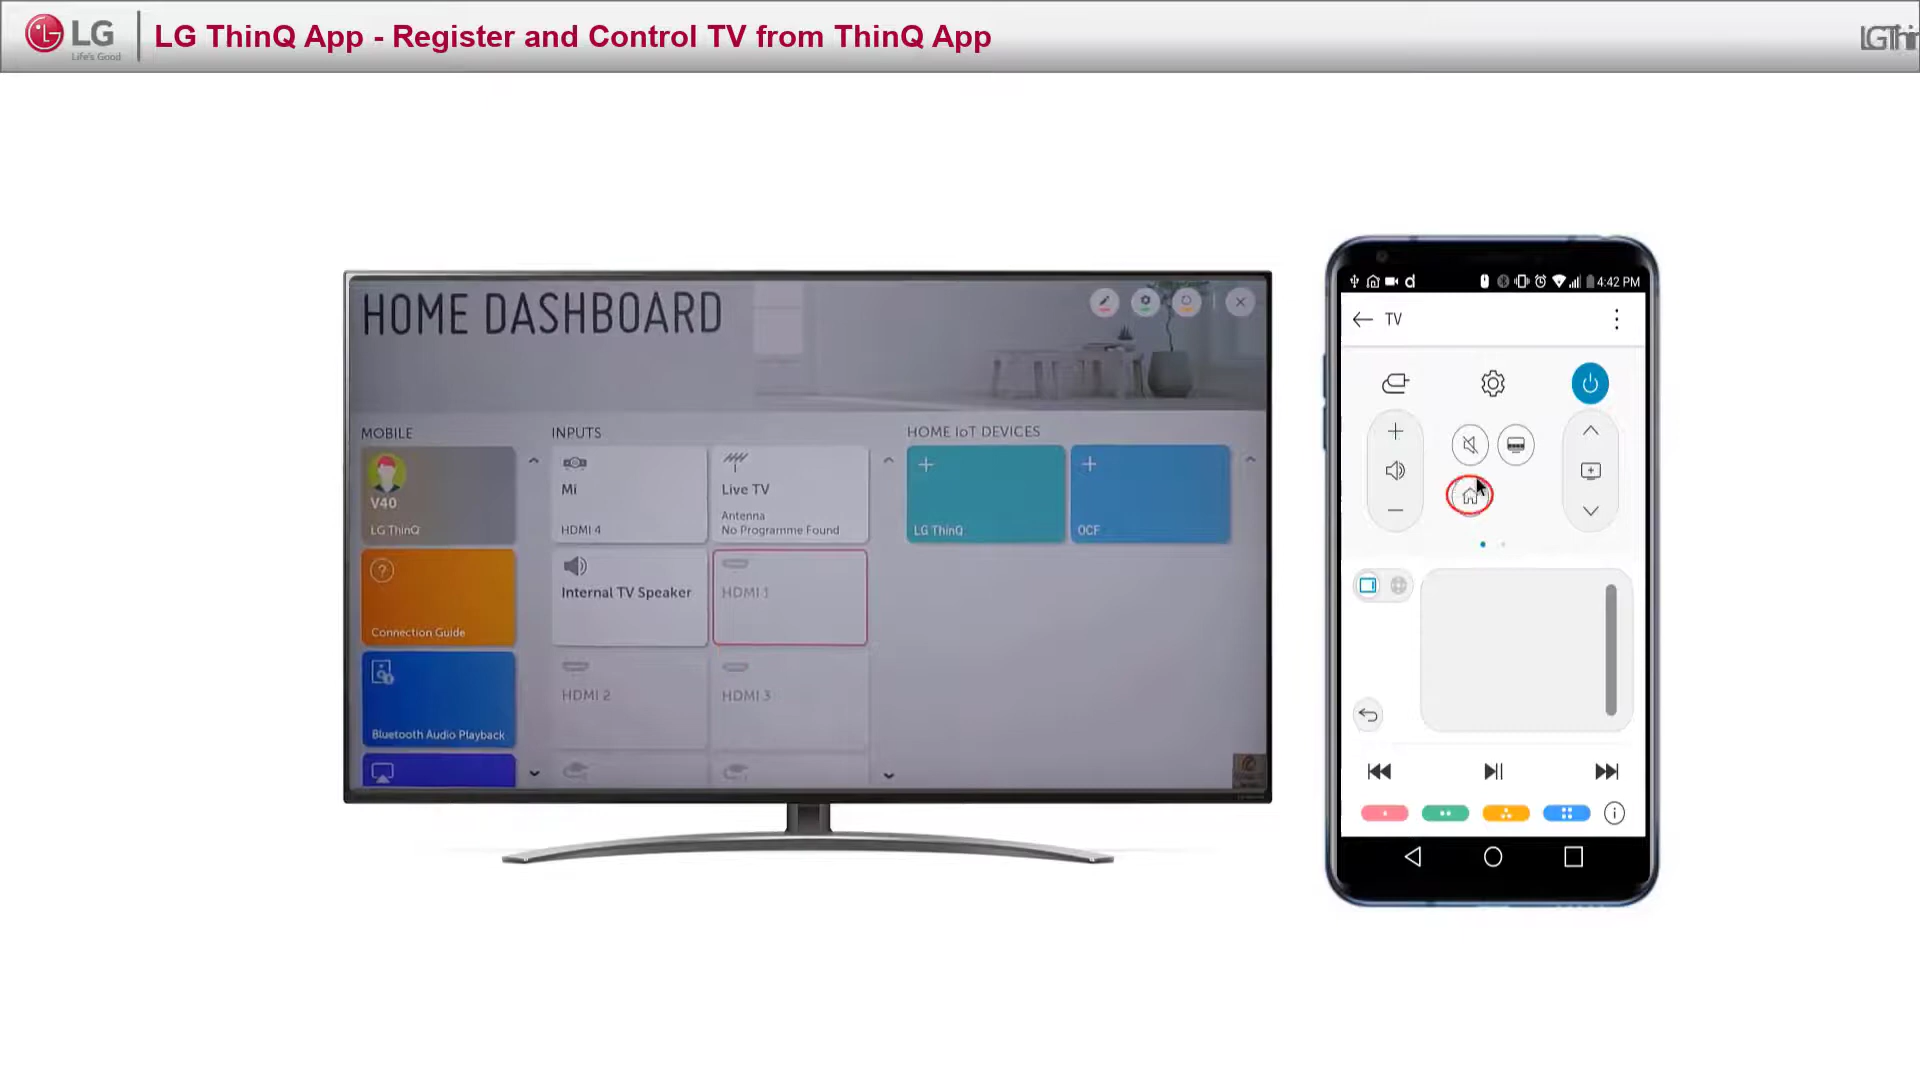 LG
Life's Good
LG ThinQ App - Register and Control TV from ThinQ App
LGThin
HOME DASHBOARD
MOBILE
INPUTS
HOME IoT DEVICES
V40
LG ThinQ
Mi
HDMI 4
Live TV
Antenna
No Programme Found
LG ThinQ
OCF
Connection Guide
Internal TV Speaker
HDMI 1
Bluetooth Audio Playback
HDMI 2
HDMI 3
4:42 PM
TV